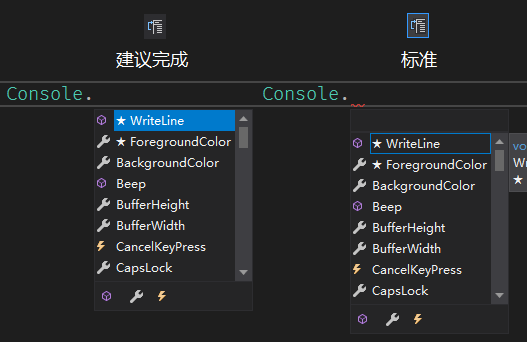 建议完成
标准
Console.
Console.
★ WriteLine
★ ForegroundColor
BackgroundColor
Beep
BufferHeight
BufferWidth
CancelKeyPress
CapsLock
★ WriteLine
★ ForegroundColor
BackgroundColor
Beep
BufferHeight
BufferWidth
CancelKeyPress
CapsLock
vo
Wr
★